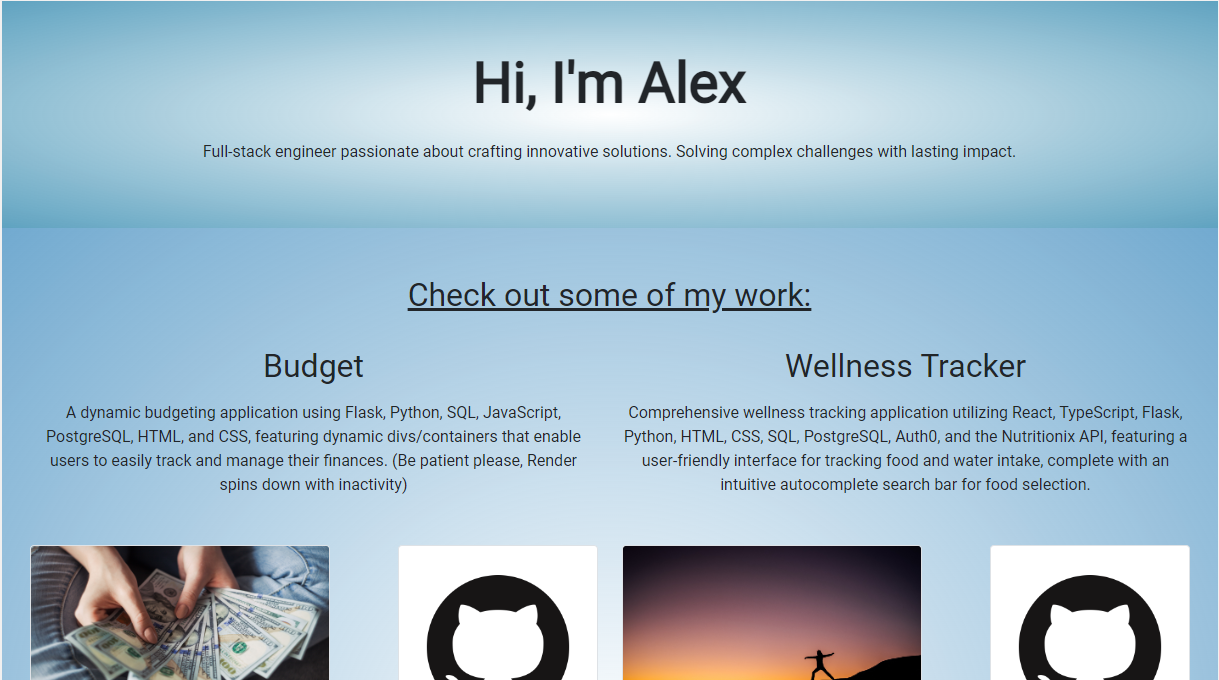 Hi, I'm Alex
Full-stack engineer passionate about crafting innovative solutions. Solving complex challenges with lasting impact.
Check out some of my work:
Budget
A dynamic budgeting application using Flask, Python, SQL, JavaScript,
PostgreSQL, HTML, and CSS, featuring dynamic divs/containers that enable
users to easily track and manage their finances. (Be patient please, Render
spins down with inactivity)
Wellness Tracker
Comprehensive wellness tracking application utilizing React, TypeScript, Flask,
Python, HTML, CSS, SQL, PostgreSQL, Auth0, and the Nutritionix API, featuring a
user-friendly interface for tracking food and water intake, complete with an
intuitive autocomplete search bar for food selection.